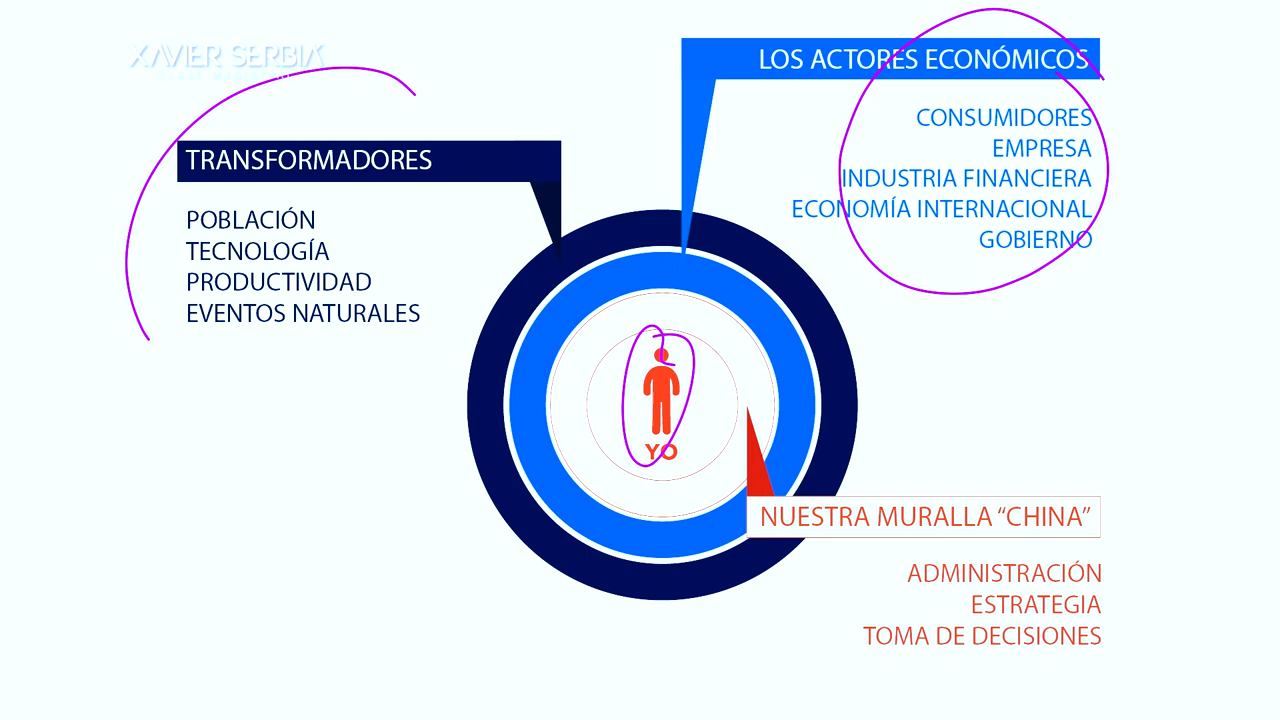 XAVIER SERBIÁ
TRANSFORMADORES
POBLACIÓN
TECNOLOGÍA
PRODUCTIVIDAD
EVENTOS NATURALES
LOS ACTORES ECONÓMICOS
CONSUMIDORES
EMPRESA
INDUSTRIA FINANCIERA
ECONOMÍA INTERNACIONAL
GOBIERNO
YO
NUESTRA MURALLA “CHINA”
ADMINISTRACIÓN
ESTRATEGIA
TOMA DE DECISIONES